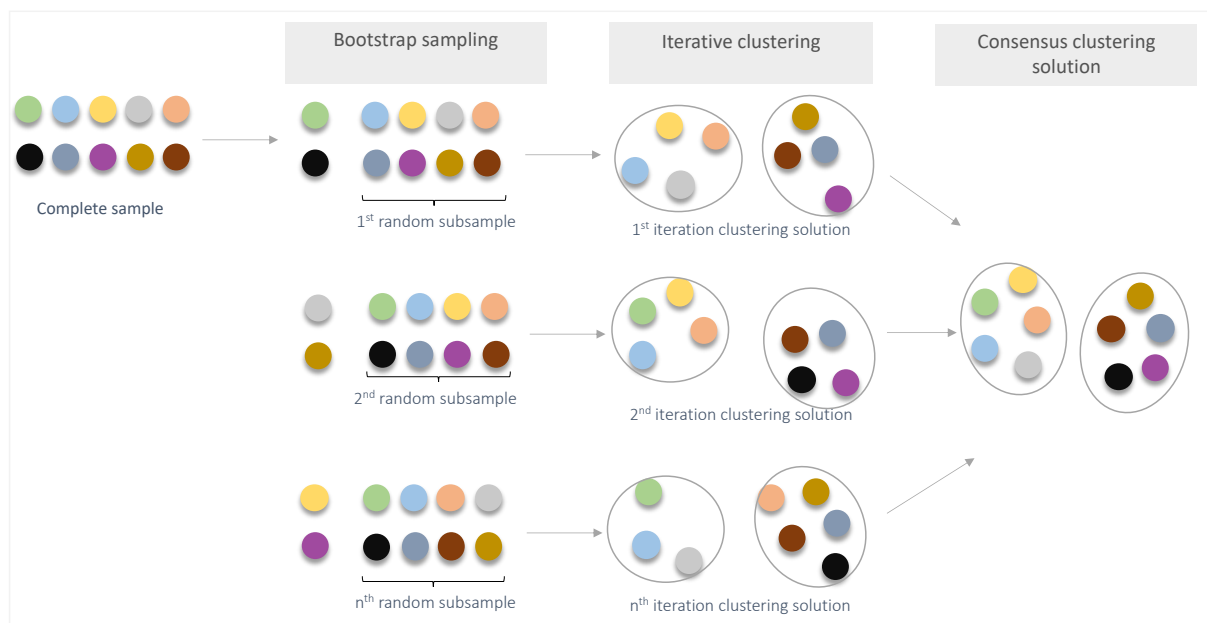 Bootstrap sampling
Iterative clustering
Consensus clustering
solution
Complete sample
1st random subsample
1st iteration clustering solution
2nd random subsample
2nd iteration clustering solution
nth random subsample
nth iteration clustering solution